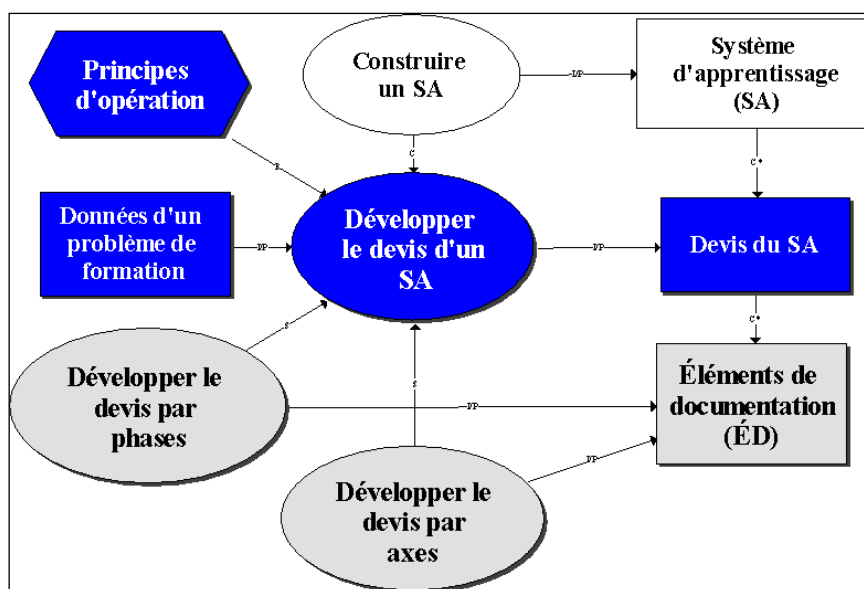 Principes
d'opération
Construire
un SA
I/P
Système
d'apprentissage
(SA)
R
C
C*
Données d'un
problème de
formation
I/P
Développer
le devis d'un
SA
I/P
Devis du SA
S
C*
Développer le
devis par
phases
S
I/P
Éléments de
documentation
(ÉD)
I/P
Développer le
devis par
axes